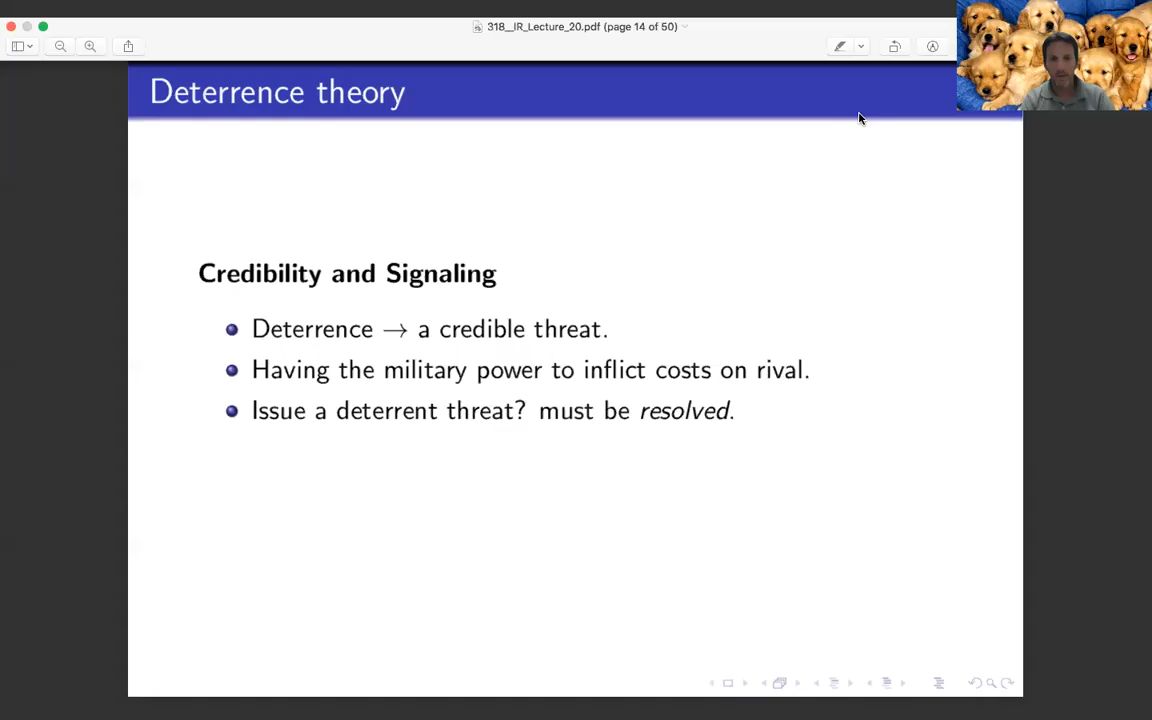 318__IR_Lecture_20.pdf (page 14 of 50)
Deterrence theory
Credibility and Signaling
Deterrence → a credible threat.
Having the military power to inflict costs on rival.
Issue a deterrent threat? must be resolved.